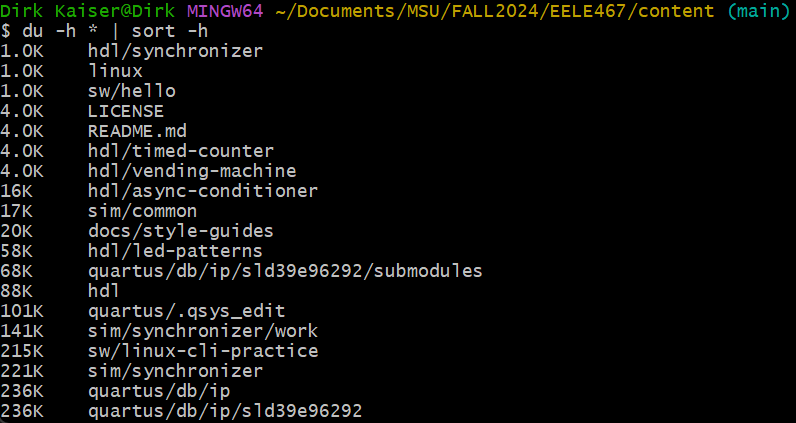 Dirk Kaiser@Dirk MINGW64 ~/Documents/MSU/FALL2024/EELE467/content (main)
$ du -h * | sort -h
1.0K    hdl/synchronizer
1.0K    linux
1.0K    sw/hello
4.0K    LICENSE
4.0K    README.md
4.0K    hdl/timed-counter
4.0K    hdl/vending-machine
16K     hdl/async-conditioner
17K     sim/common
20K     docs/style-guides
58K     hdl/led-patterns
68K     quartus/db/ip/sld39e96292/submodules
88K     hdl
101K    quartus/.qsys_edit
141K    sim/synchronizer/work
215K    sw/linux-cli-practice
221K    sim/synchronizer
236K    quartus/db/ip
236K    quartus/db/ip/sld39e96292